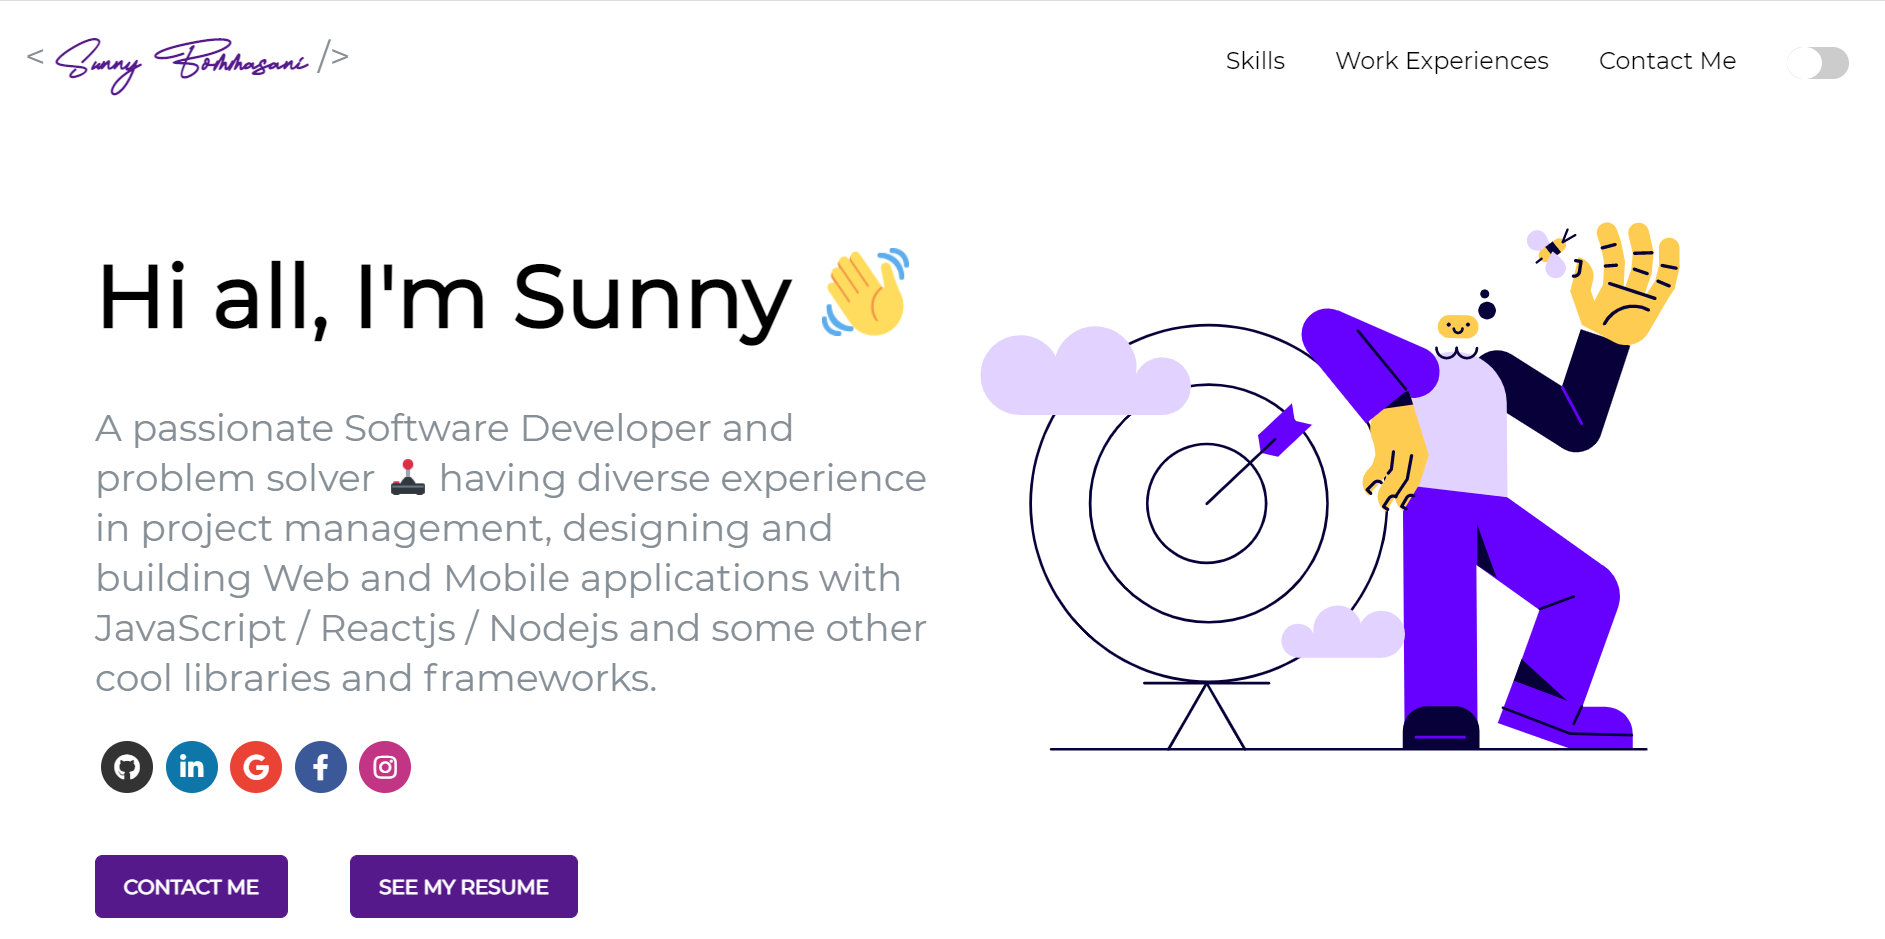 < Sunny Bommasani />
Skills
Work Experiences
Contact Me
Hi all, I'm Sunny 👋
A passionate Software Developer and
problem solver 🕹️ having diverse experience
in project management, designing and
building Web and Mobile applications with
JavaScript / Reactjs / Nodejs and some other
cool libraries and frameworks.
CONTACT ME
SEE MY RESUME